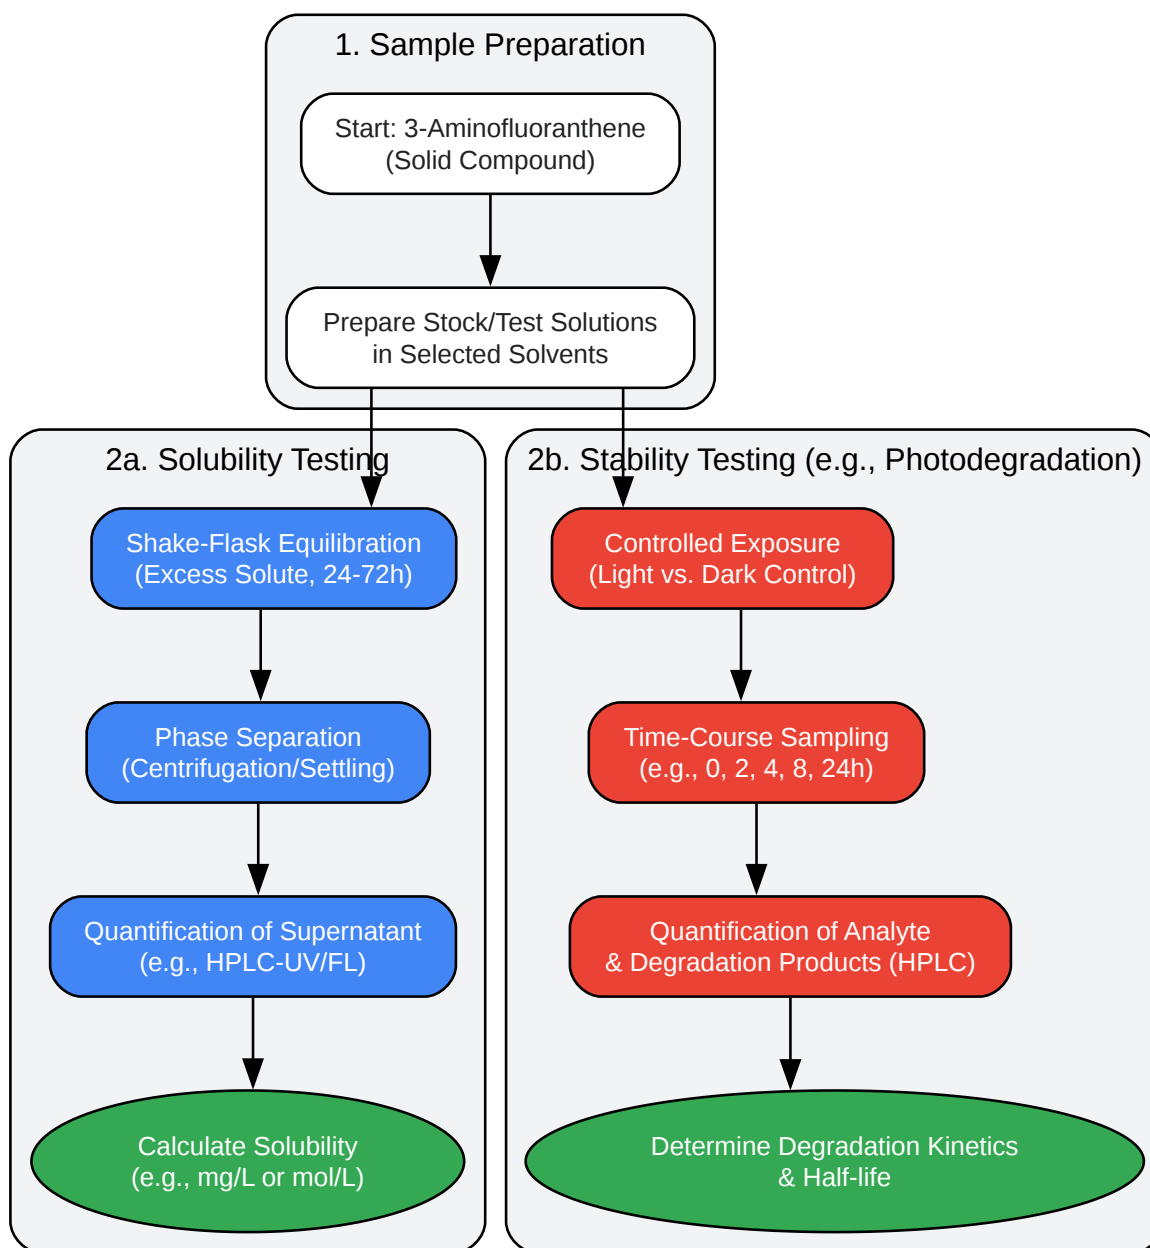 1. Sample Preparation
Start: 3-Aminofluoranthene
(Solid Compound)
Prepare Stock/Test Solutions
in Selected Solvents
2a. Solubility Testing
Shake-Flask Equilibration
(Excess Solute, 24-72h)
Phase Separation
(Centrifugation/Settling)
Quantification of Supernatant
(e.g., HPLC-UV/FL)
Calculate Solubility
(e.g., mg/L or mol/L)
2b. Stability Testing (e.g., Photodegradation)
Controlled Exposure
(Light vs. Dark Control)
Time-Course Sampling
(e.g., 0, 2, 4, 8, 24h)
Quantification of Analyte
& Degradation Products (HPLC)
Determine Degradation Kinetics
& Half-life